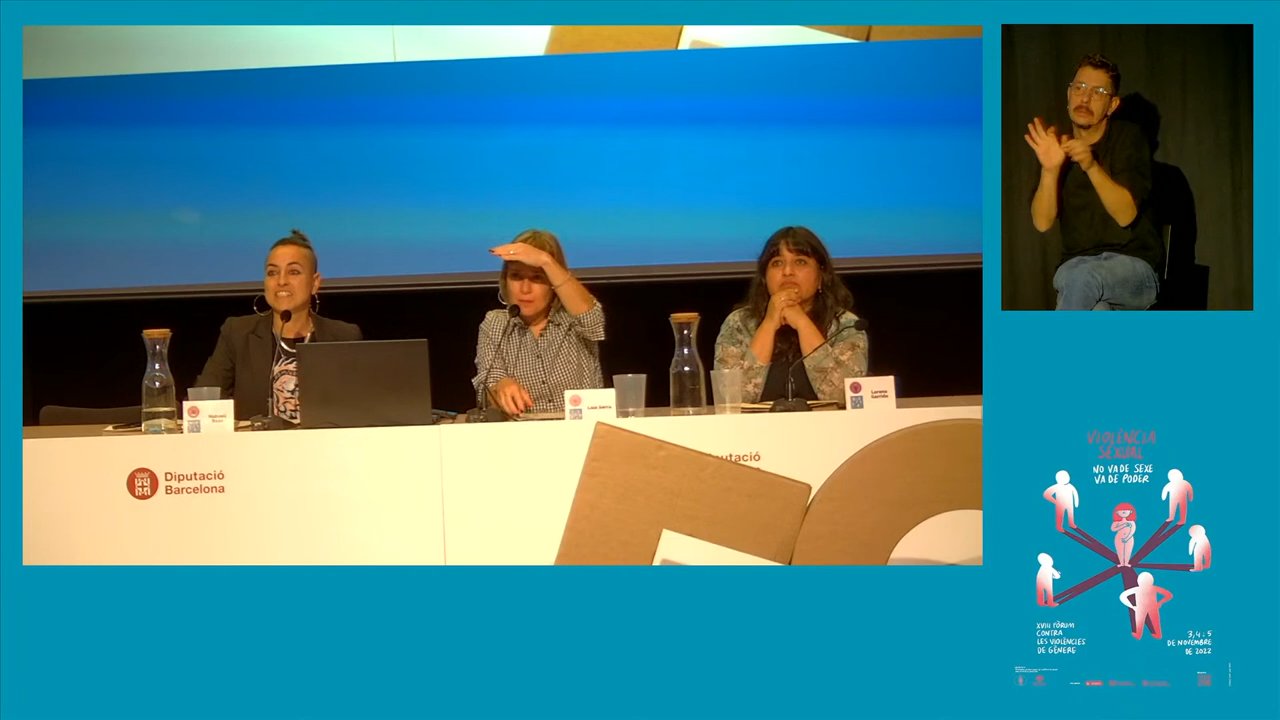 Diputació
Barcelona
utació
VIOLÈNCIA
SEXUAL
NO VA DE SEXE
VA DE PODER
XVIII FÒRUM
CONTRA
LES VIOLÈNCIES
DE GÈNERE
3, 4 i 5
DE NOVEMBRE
DE 2022